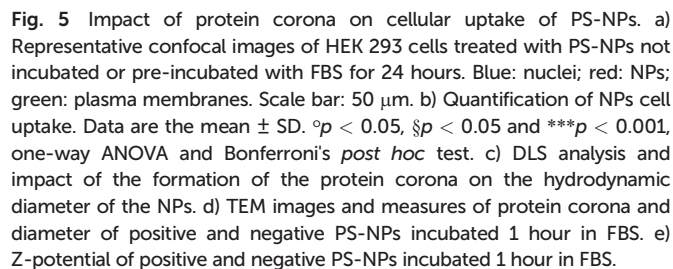 Fig. 5 Impact of protein corona on cellular uptake of PS-NPs. a)
Representative confocal images of HEK 293 cells treated with PS-NPs not
incubated or pre-incubated with FBS for 24 hours. Blue: nuclei; red: NPs;
green: plasma membranes. Scale bar: 50 μm. b) Quantification of NPs cell
uptake. Data are the mean ± SD. °p < 0.05, §p < 0.05 and ***p < 0.001,
one-way ANOVA and Bonferroni's post hoc test. c) DLS analysis and
impact of the formation of the protein corona on the hydrodynamic
diameter of the NPs. d) TEM images and measures of protein corona and
diameter of positive and negative PS-NPs incubated 1 hour in FBS. e)
Z-potential of positive and negative PS-NPs incubated 1 hour in FBS.